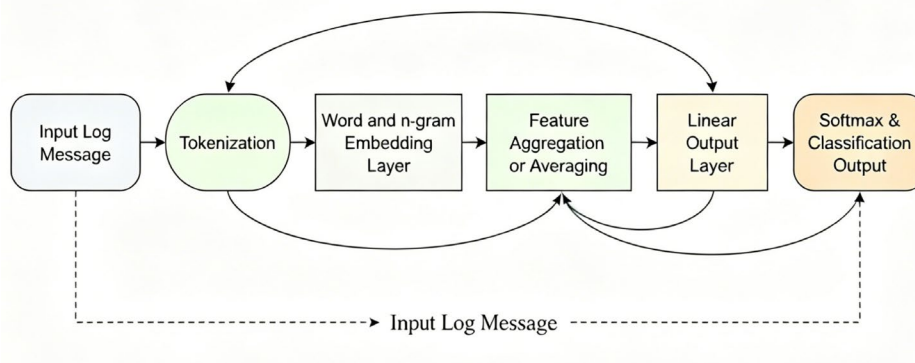 Input Log
Message
Tokenization
Word and n-gram
Embedding
Layer
Feature
Aggregation
or Averaging
Linear
Output
Layer
Softmax &
Classification
Output
Input Log Message